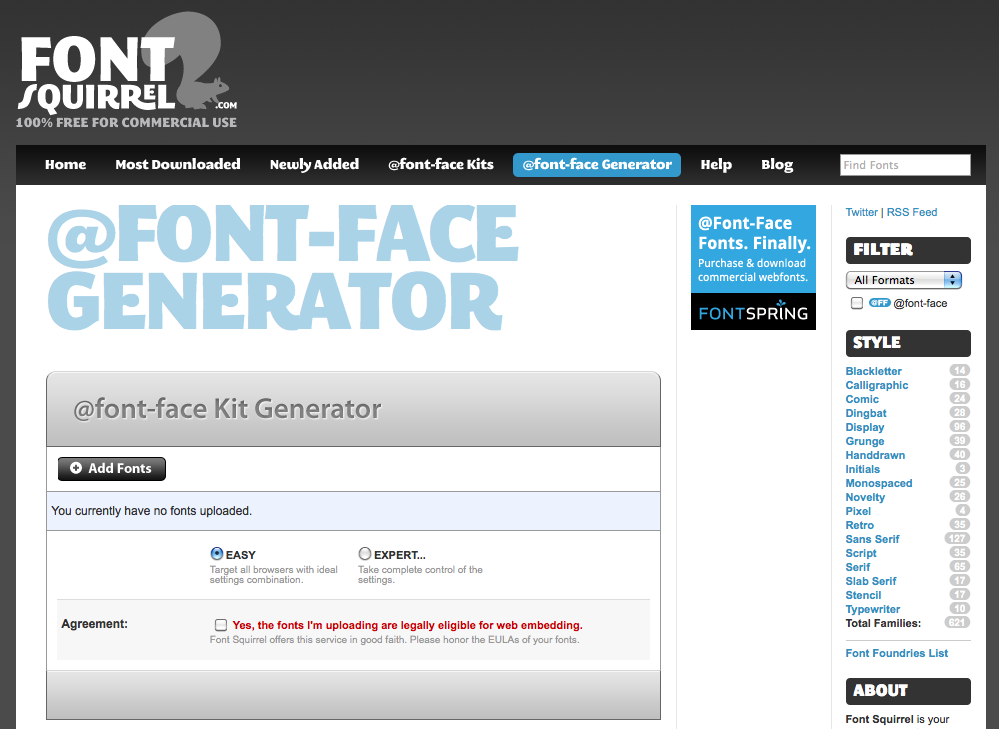 FONT
SQUIRREL
.COM
100% FREE FOR COMMERCIAL USE
Home Most Downloaded Newly Added @font-face Kits @font-face Generator Help Blog Find Fonts
@FONT-FACE
GENERATOR
@font-face Kit Generator
Add Fonts
You currently have no fonts uploaded.
EASY
Target all browsers with ideal
settings combination.
EXPERT...
Take complete control of the
settings.
Agreement:
Yes, the fonts I'm uploading are legally eligible for web embedding.
Font Squirrel offers this service in good faith. Please honor the EULAs of your fonts.
@Font-Face
Fonts. Finally.
Purchase & download
commercial webfonts.
FONTSPRING
Twitter | RSS Feed
FILTER
All Formats
@FF @font-face
STYLE
Blackletter 14
Calligraphic 16
Comic 24
Dingbat 28
Display 96
Grunge 39
Handdrawn 40
Initials 3
Monospaced 25
Novelty 26
Pixel 4
Retro 35
Sans Serif 127
Script 35
Serif 65
Slab Serif 17
Stencil 17
Typewriter 10
Total Families: 621
Font Foundries List
ABOUT
Font Squirrel is your